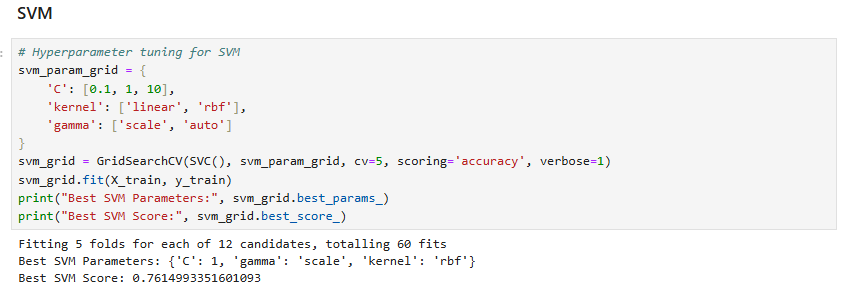 SVM
:
# Hyperparameter tuning for SVM
svm_param_grid = {
    'C': [0.1, 1, 10],
    'kernel': ['linear', 'rbf'],
    'gamma': ['scale', 'auto']
}
svm_grid = GridSearchCV(SVC(), svm_param_grid, cv=5, scoring='accuracy', verbose=1)
svm_grid.fit(X_train, y_train)
print("Best SVM Parameters:", svm_grid.best_params_)
print("Best SVM Score:", svm_grid.best_score_)
Fitting 5 folds for each of 12 candidates, totalling 60 fits
Best SVM Parameters: {'C': 1, 'gamma': 'scale', 'kernel': 'rbf'}
Best SVM Score: 0.7614993351601093